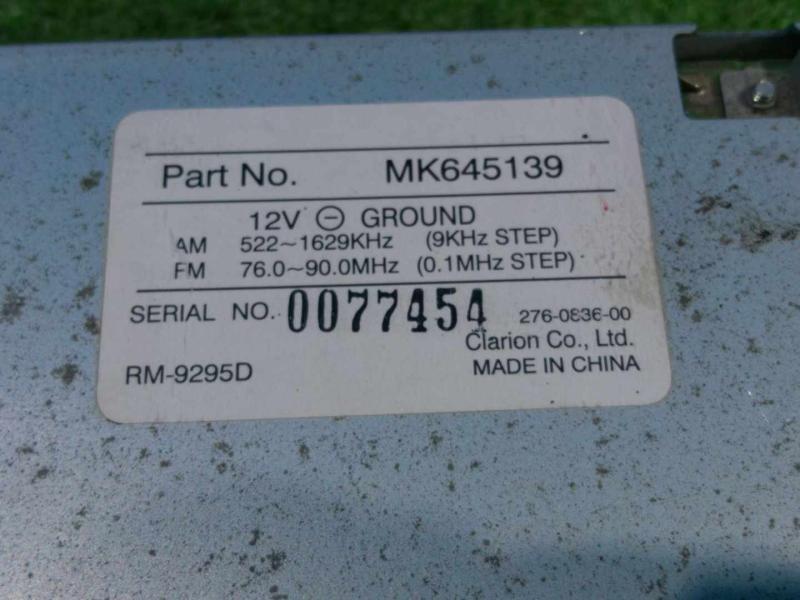 Part No. MK645139
12V ⊖ GROUND
AM 522~1629KHz (9KHz STEP)
FM 76.0~90.0MHz (0.1MHz STEP)
SERIAL NO. 0077454 276-0836-00
Clarion Co., Ltd.
RM-9295D MADE IN CHINA